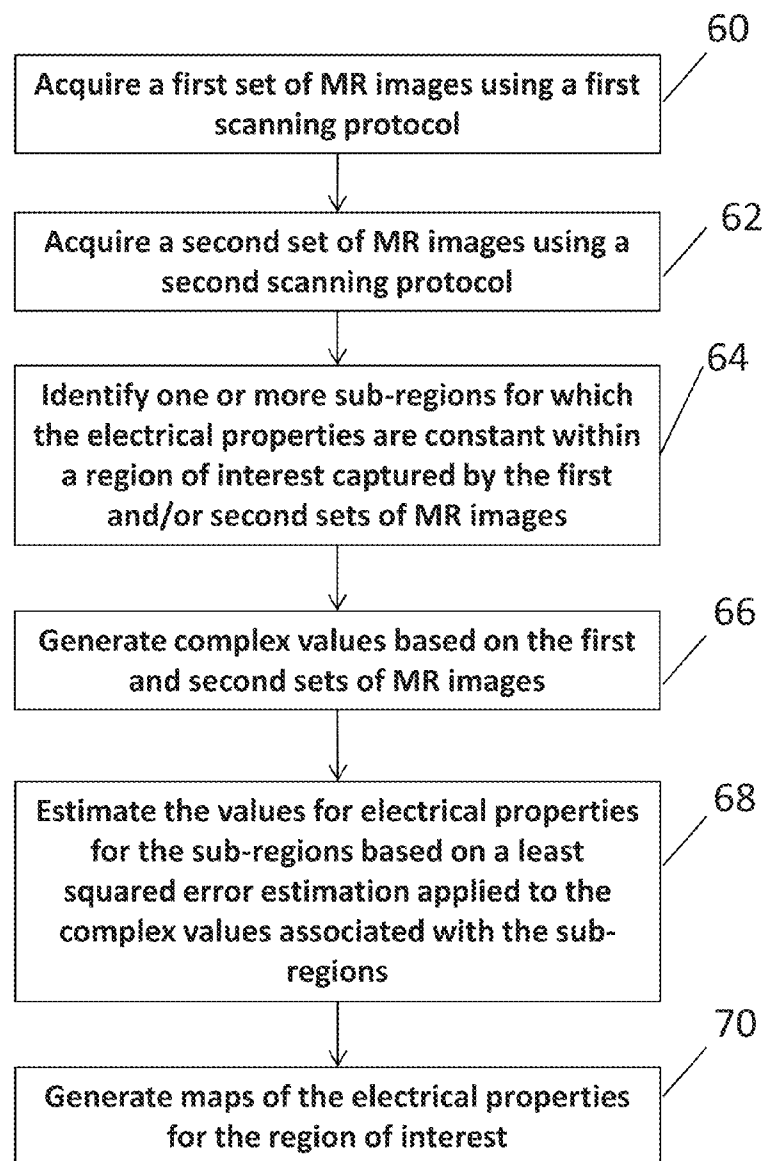 60
Acquire a first set of MR images using a first
scanning protocol
62
Acquire a second set of MR images using a
second scanning protocol
64
Identify one or more sub-regions for which
the electrical properties are constant within
a region of interest captured by the first
and/or second sets of MR images
66
Generate complex values based on the first
and second sets of MR images
68
Estimate the values for electrical properties
for the sub-regions based on a least
squared error estimation applied to the
complex values associated with the sub-
regions
70
Generate maps of the electrical properties
for the region of interest